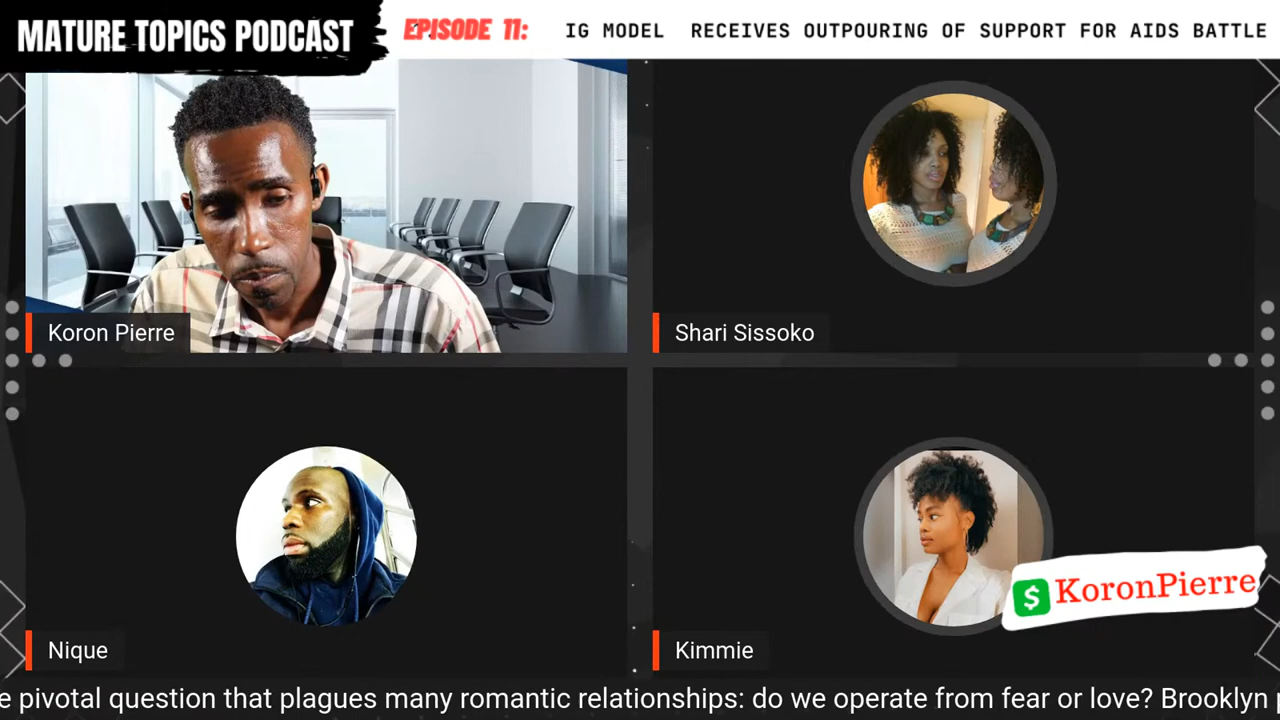 MATURE TOPICS PODCAST
EPISODE 11:
IG MODEL RECEIVES OUTPOURING OF SUPPORT FOR AIDS BATTLE
Koron Pierre
Shari Sissoko
Nique
Kimmie
$ KoronPierre
e pivotal question that plagues many romantic relationships: do we operate from fear or love? Brooklyn